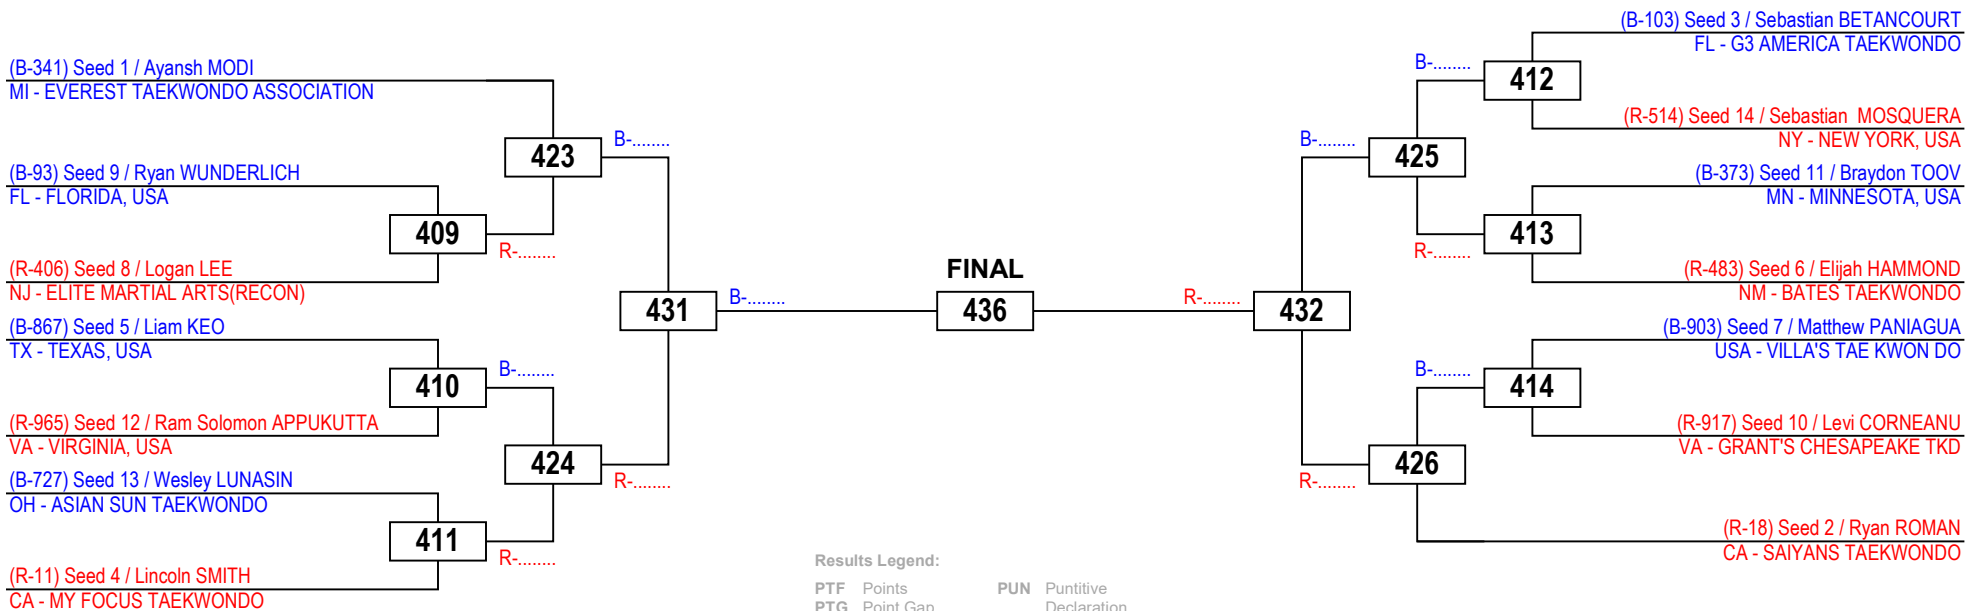 (B-341) Seed 1 / Ayansh MODI
MI - EVEREST TAEKWONDO ASSOCIATION
(B-93) Seed 9 / Ryan WUNDERLICH
FL - FLORIDA, USA
(R-406) Seed 8 / Logan LEE
NJ - ELITE MARTIAL ARTS(RECON)
(B-867) Seed 5 / Liam KEO
TX - TEXAS, USA
(R-965) Seed 12 / Ram Solomon APPUKUTTA
VA - VIRGINIA, USA
(B-727) Seed 13 / Wesley LUNASIN
OH - ASIAN SUN TAEKWONDO
(R-11) Seed 4 / Lincoln SMITH
CA - MY FOCUS TAEKWONDO
409
R-........
410
B-........
411
R-........
423
B-........
424
R-........
431
B-........
FINAL
436
R-........
432
B-........
425
R-........
426
B-........
412
R-........
413
B-........
414
(B-103) Seed 3 / Sebastian BETANCOURT
FL - G3 AMERICA TAEKWONDO
(R-514) Seed 14 / Sebastian  MOSQUERA
NY - NEW YORK, USA
(B-373) Seed 11 / Braydon TOOV
MN - MINNESOTA, USA
(R-483) Seed 6 / Elijah HAMMOND
NM - BATES TAEKWONDO
(B-903) Seed 7 / Matthew PANIAGUA
USA - VILLA'S TAE KWON DO
(R-917) Seed 10 / Levi CORNEANU
VA - GRANT'S CHESAPEAKE TKD
(R-18) Seed 2 / Ryan ROMAN
CA - SAIYANS TAEKWONDO
Results Legend:
PTF Points PUN Puntitive
PTG Point Gap Declaration